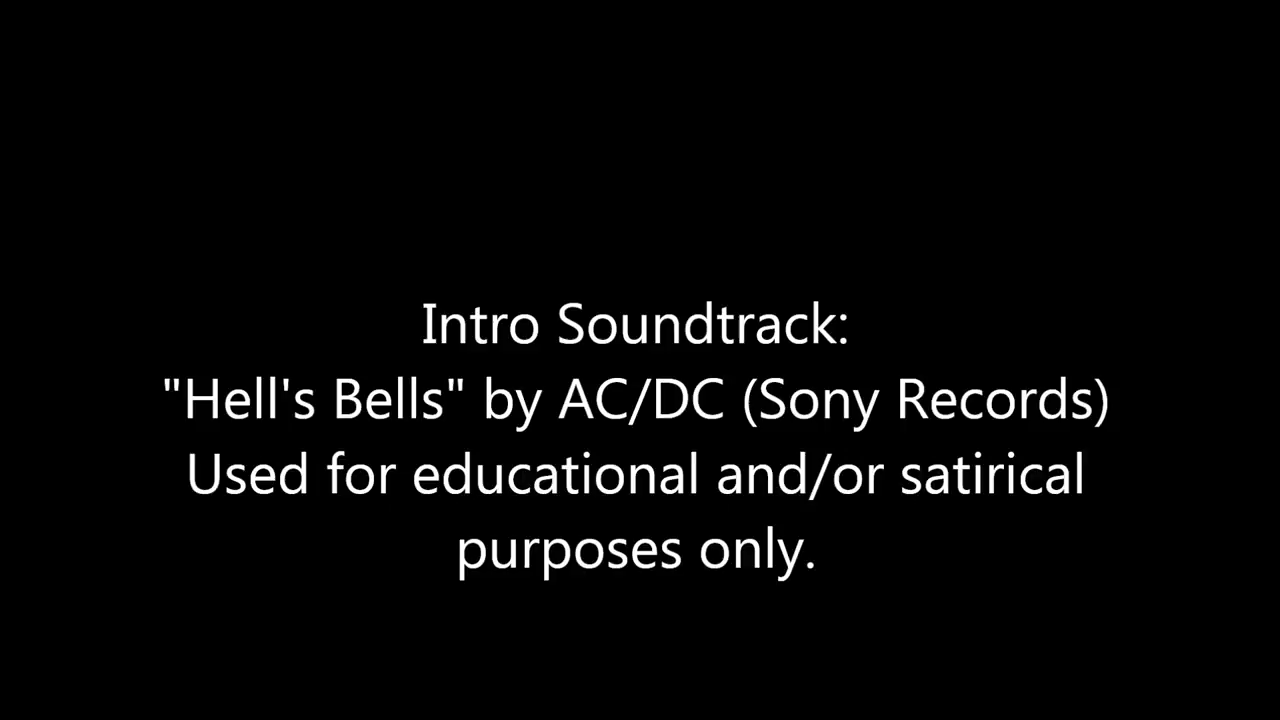 Intro Soundtrack:
"Hell's Bells" by AC/DC (Sony Records)
Used for educational and/or satirical
purposes only.